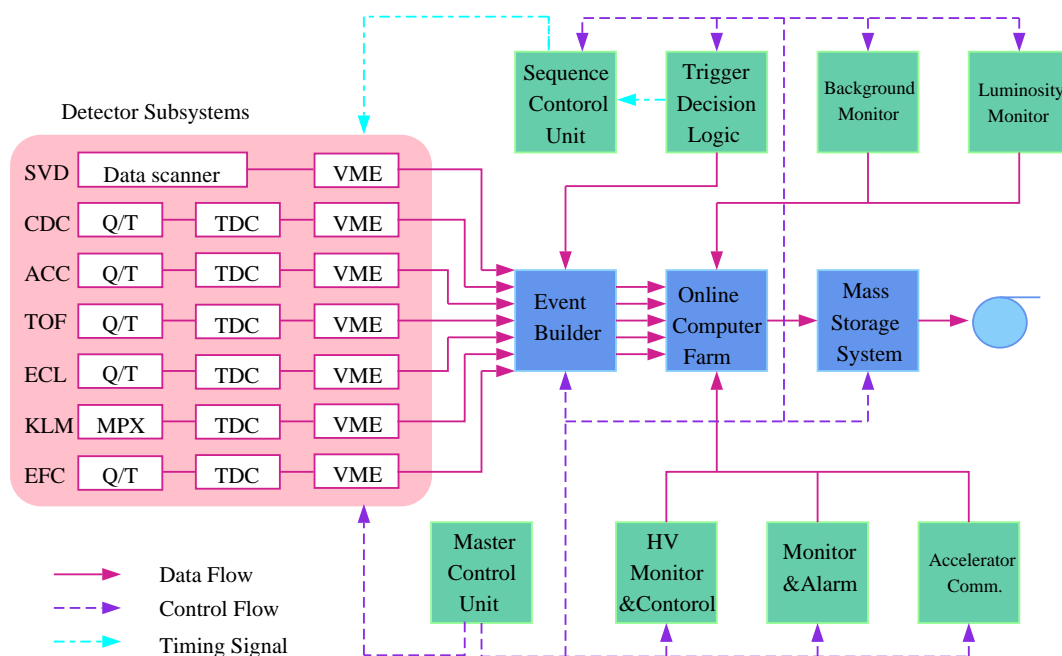 Sequence
Contorol
Unit
Trigger
Decision
Logic
Background
Monitor
Luminosity
Monitor
Detector Subsystems
SVD
Data scanner
VME
CDC
Q/T
TDC
VME
ACC
Q/T
TDC
VME
TOF
Q/T
TDC
VME
ECL
Q/T
TDC
VME
KLM
MPX
TDC
VME
EFC
Q/T
TDC
VME
Event
Builder
Online
Computer
Farm
Mass
Storage
System
Master
Control
Unit
HV
Monitor
&Contorol
Monitor
&Alarm
Accelerator
Comm.
Data Flow
Control Flow
Timing Signal